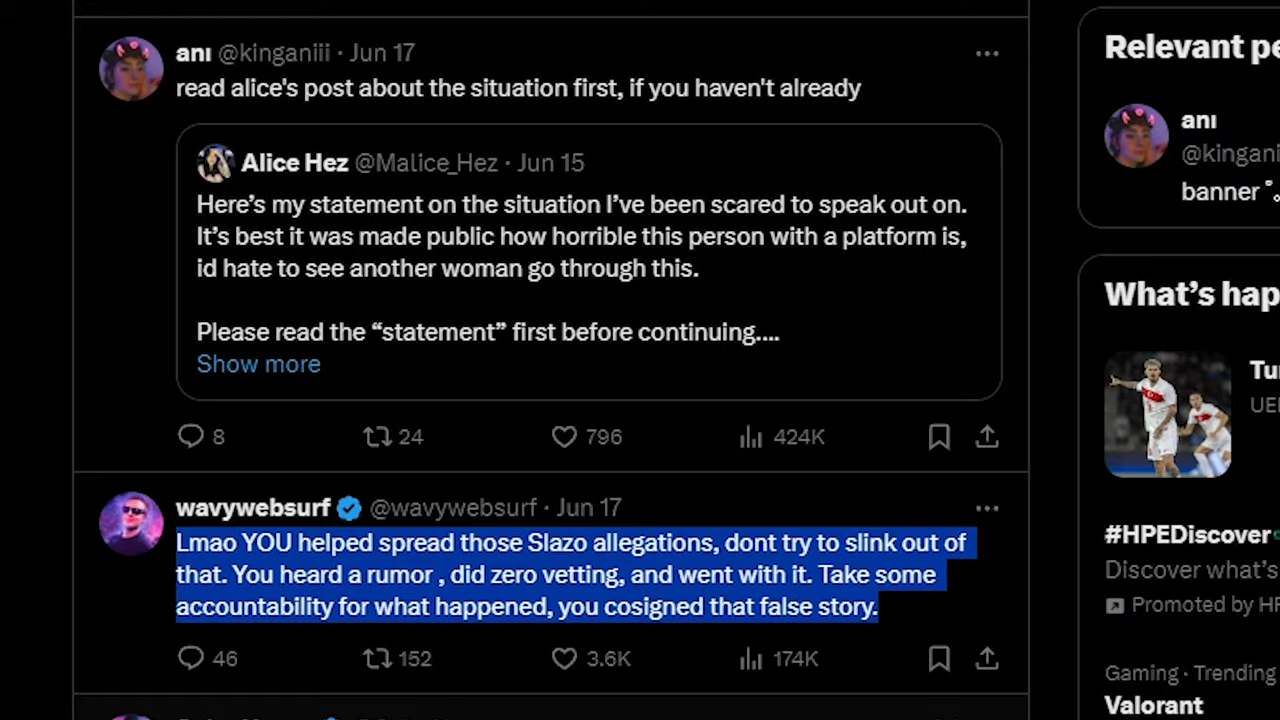 anı @kinganiii · Jun 17
read alice's post about the situation first, if you haven't already
Alice Hez @Malice_Hez · Jun 15
Here's my statement on the situation I've been scared to speak out on.
It's best it was made public how horrible this person with a platform is,
id hate to see another woman go through this.
Please read the “statement” first before continuing....
Show more
8 24 796 424K
wavywebsurf @wavywebsurf · Jun 17
Lmao YOU helped spread those Slazo allegations, dont try to slink out of
that. You heard a rumor , did zero vetting, and went with it. Take some
accountability for what happened, you cosigned that false story.
46 152 3.6K 174K
Relevant pe
anı
@kingani
banner
What's hap
Tu
UE
#HPEDiscover
Discover what's
Promoted by HP
Gaming · Trending
Valorant